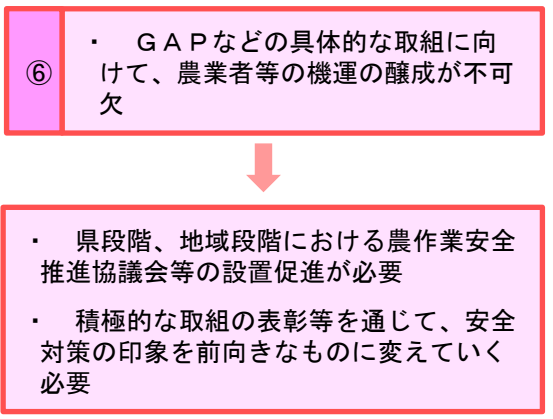 ⑥
・　ＧＡＰなどの具体的な取組に向
けて、農業者等の機運の醸成が不可
欠
・　県段階、地域段階における農作業安全
推進協議会等の設置促進が必要
・　積極的な取組の表彰等を通じて、安全
対策の印象を前向きなものに変えていく
必要